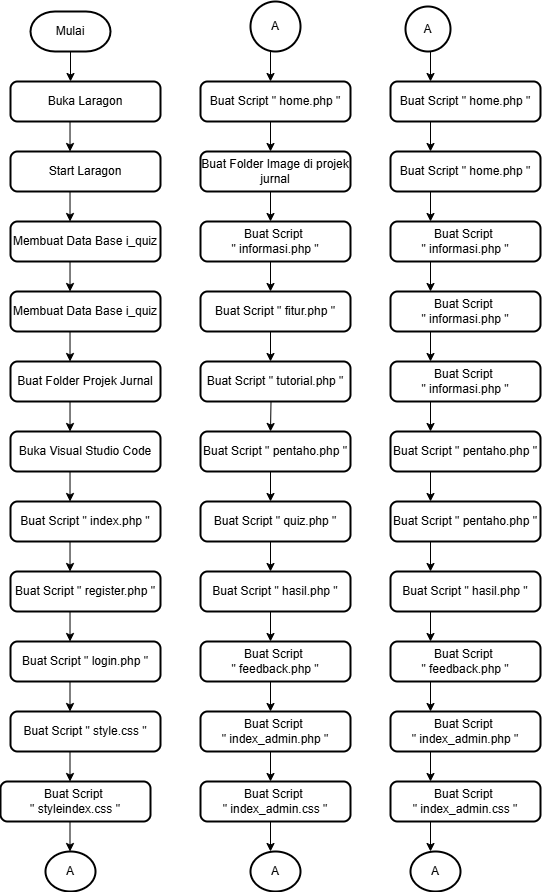 Mulai
Buka Laragon
Start Laragon
Membuat Data Base i_quiz
Membuat Data Base i_quiz
Buat Folder Projek Jurnal
Buka Visual Studio Code
Buat Script " index.php "
Buat Script " register.php "
Buat Script " login.php "
Buat Script " style.css "
Buat Script
" styleindex.css "
A
A
Buat Script " home.php "
Buat Folder Image di projek
jurnal
Buat Script
" informasi.php "
Buat Script " fitur.php "
Buat Script " tutorial.php "
Buat Script " pentaho.php "
Buat Script " quiz.php "
Buat Script " hasil.php "
Buat Script
" feedback.php "
Buat Script
" index_admin.php "
Buat Script
" index_admin.css "
A
A
Buat Script " home.php "
Buat Script " home.php "
Buat Script
" informasi.php "
Buat Script
" informasi.php "
Buat Script
" informasi.php "
Buat Script " pentaho.php "
Buat Script " pentaho.php "
Buat Script " hasil.php "
Buat Script
" feedback.php "
Buat Script
" index_admin.php "
Buat Script
" index_admin.css "
A